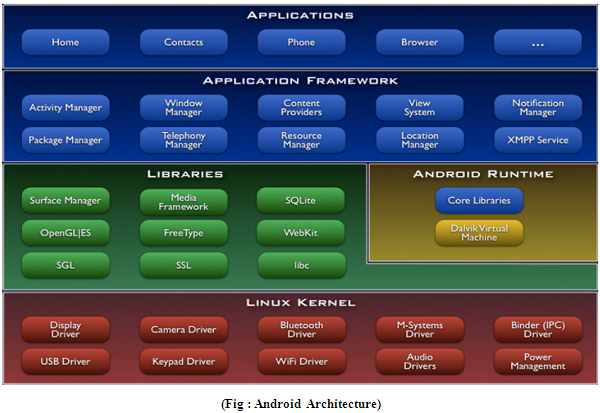 APPLICATIONS
Home
Contacts
Phone
Browser
...
APPLICATION FRAMEWORK
Activity Manager
Window
Manager
Content
Providers
View
System
Notification
Manager
Package Manager
Telephony
Manager
Resource
Manager
Location
Manager
XMPP Service
LIBRARIES
Surface Manager
Media
Framework
SQLite
OpenGL|ES
FreeType
WebKit
SGL
SSL
libc
ANDROID RUNTIME
Core Libraries
Dalvik Virtual
Machine
LINUX KERNEL
Display
Driver
Camera Driver
Bluetooth
Driver
M-Systems
Driver
Binder (IPC)
Driver
USB Driver
Keypad Driver
WiFi Driver
Audio
Drivers
Power
Management
(Fig : Android Architecture)